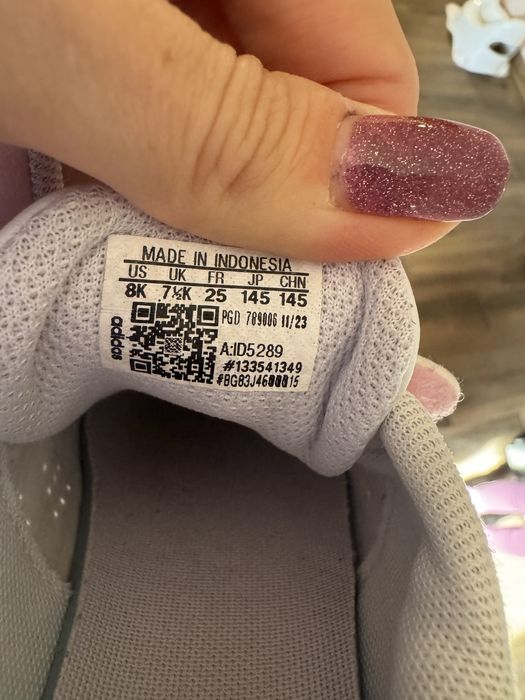 MADE IN INDONESIA
US UK FR JP CHN
8K 7½K 25 145 145
PGD 789006 11/23
adidas
A:ID5289
#133541349